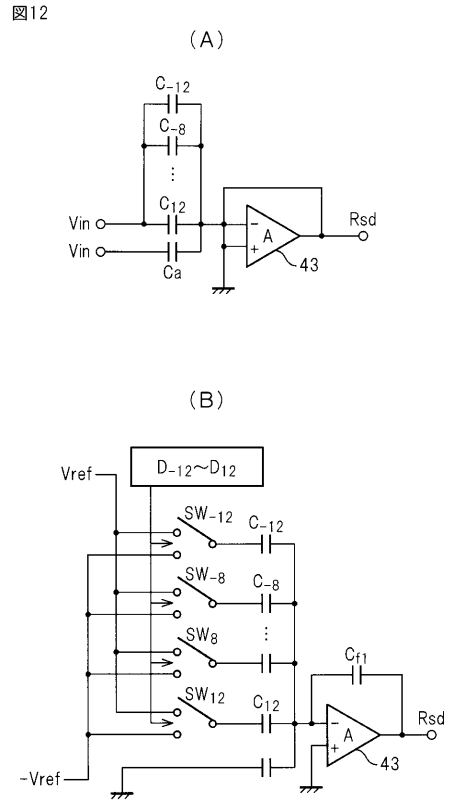 図12
(A)
C-12
C-8
⋮
C12
Vin
Vin
Ca
−
A
+
Rsd
43
(B)
Vref
D-12～D12
SW-12
C-12
SW-8
C-8
⋮
SW8
SW12
C12
Cf1
−
A
+
Rsd
43
-Vref